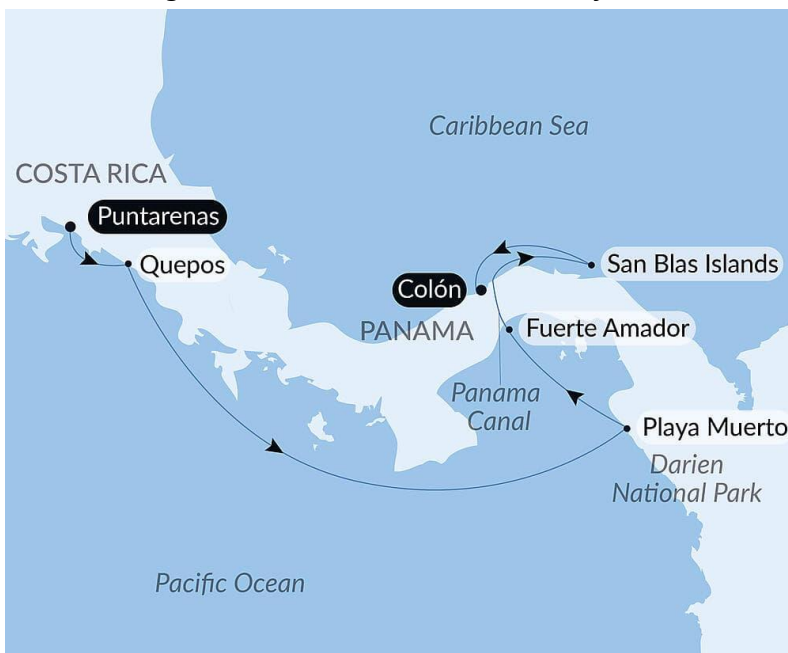 Caribbean Sea
COSTA RICA
Puntarenas
Quepos
San Blas Islands
Colón
PANAMA
Fuerte Amador
Panama
Canal
Playa Muerto
Darien
National Park
Pacific Ocean